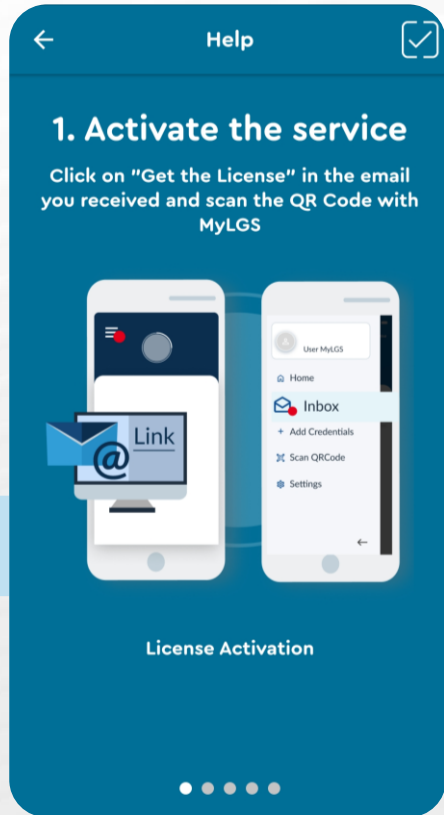 Help
1. Activate the service
Click on "Get the License" in the email
you received and scan the QR Code with
MyLGS
Link
@
User MyLGS
Home
Inbox
+ Add Credentials
Scan QRCode
Settings
License Activation